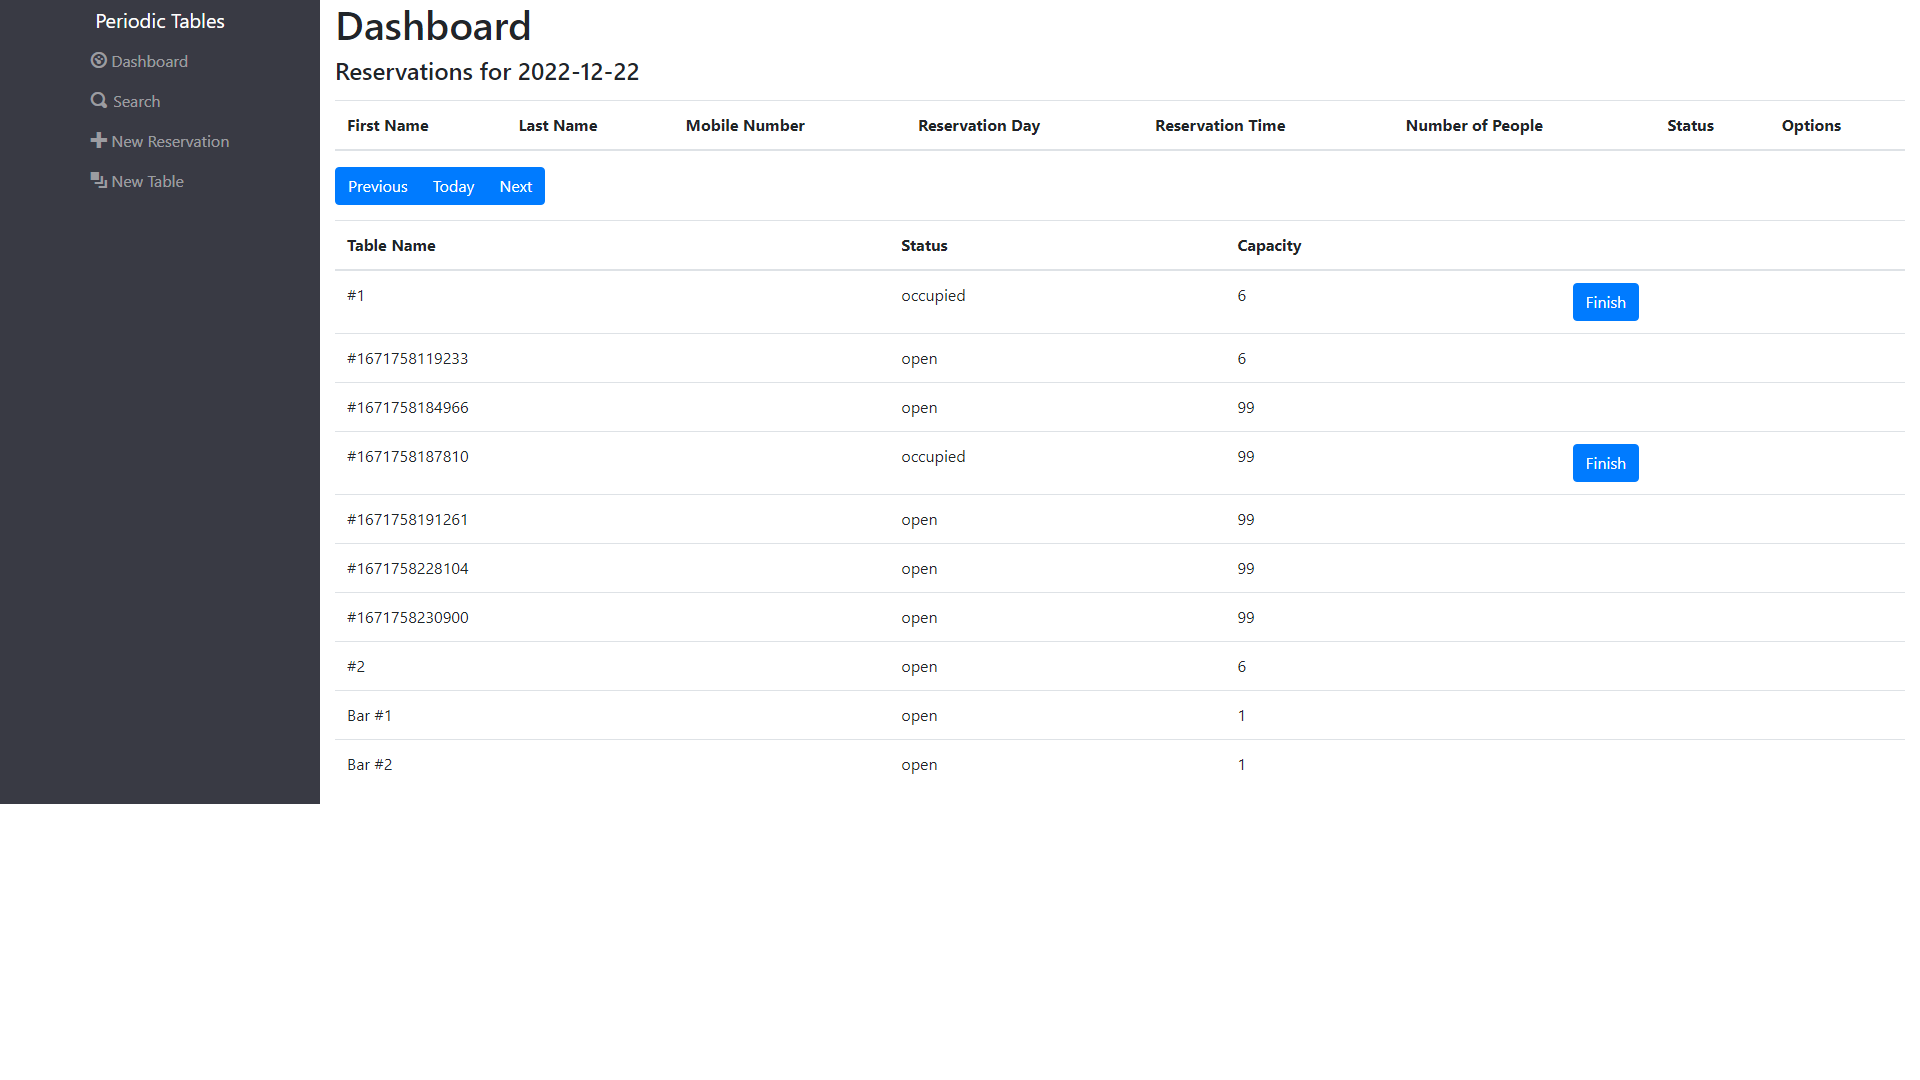 Periodic Tables
Dashboard
Search
New Reservation
New Table
Dashboard
Reservations for 2022-12-22
First Name Last Name Mobile Number Reservation Day Reservation Time Number of People Status Options
Previous Today Next
Table Name Status Capacity
#1 occupied 6 Finish
#1671758119233 open 6
#1671758184966 open 99
#1671758187810 occupied 99 Finish
#1671758191261 open 99
#1671758228104 open 99
#1671758230900 open 99
#2 open 6
Bar #1 open 1
Bar #2 open 1